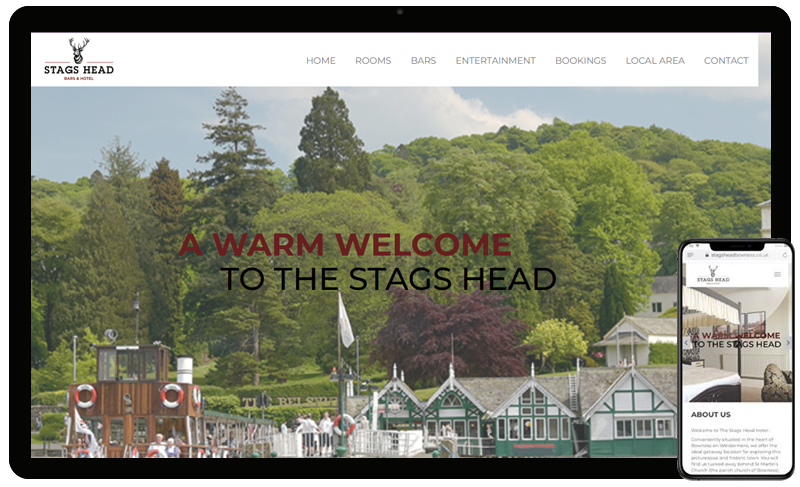 STAGS HEAD
BARS & HOTEL
HOME ROOMS BARS ENTERTAINMENT BOOKINGS LOCAL AREA CONTACT
A WARM WELCOME
TO THE STAGS HEAD
THE BELSF
stagsheadbowness.co.uk
STAGS HEAD
A WARM WELCOME
TO THE STAGS HEAD
ABOUT US
Welcome to The Stags Head Hotel.
Conveniently situated in the heart of
Bowness on Windermere, we offer the
ideal getaway location for exploring this
picturesque and historic town. You will
find us tucked away behind St Martin's
Church (the parish church of Bowness),